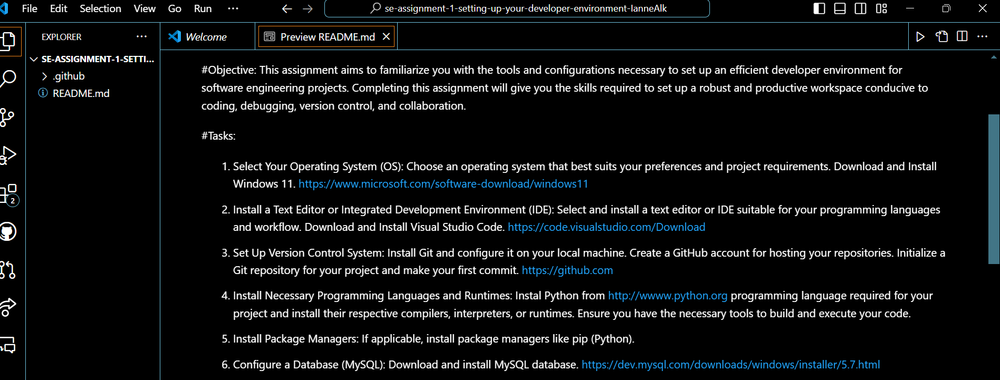 File Edit Selection View Go Run ··· se-assignment-1-setting-up-your-developer-environment-IanneAlk
EXPLORER ···
Welcome
Preview README.md
SE-ASSIGNMENT-1-SETTI...
.github
README.md
2
#Objective: This assignment aims to familiarize you with the tools and configurations necessary to set up an efficient developer environment for
software engineering projects. Completing this assignment will give you the skills required to set up a robust and productive workspace conducive to
coding, debugging, version control, and collaboration.
#Tasks:
1. Select Your Operating System (OS): Choose an operating system that best suits your preferences and project requirements. Download and Install
Windows 11. https://www.microsoft.com/software-download/windows11
2. Install a Text Editor or Integrated Development Environment (IDE): Select and install a text editor or IDE suitable for your programming languages
and workflow. Download and Install Visual Studio Code. https://code.visualstudio.com/Download
3. Set Up Version Control System: Install Git and configure it on your local machine. Create a GitHub account for hosting your repositories. Initialize a
Git repository for your project and make your first commit. https://github.com
4. Install Necessary Programming Languages and Runtimes: Instal Python from http://wwww.python.org programming language required for your
project and install their respective compilers, interpreters, or runtimes. Ensure you have the necessary tools to build and execute your code.
5. Install Package Managers: If applicable, install package managers like pip (Python).
6. Configure a Database (MySQL): Download and install MySQL database. https://dev.mysql.com/downloads/windows/installer/5.7.html